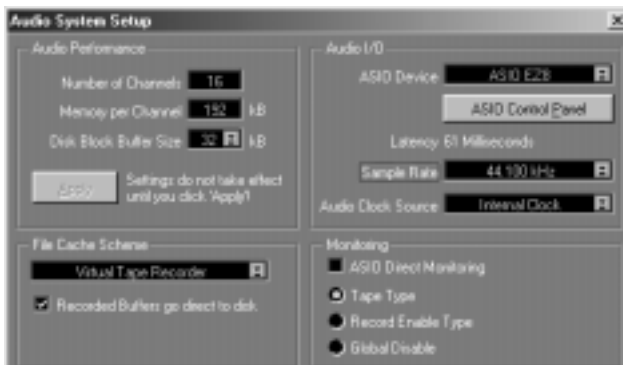 Audio System Setup
Audio Performance
Number of Channels 16
Memory per Channel 192 kB
Disk Block Buffer Size 32 kB
Apply
Settings do not take effect
until you click 'Apply'!
File Cache Scheme
Virtual Tape Recorder
Recorded Buffers go direct to disk
Audio I/O
ASIO Device ASIO EZ8
ASIO Control Panel
Latency 61 Milliseconds
Sample Rate 44.100 kHz
Audio Clock Source Internal Clock
Monitoring
ASIO Direct Monitoring
Tape Type
Record Enable Type
Global Disable